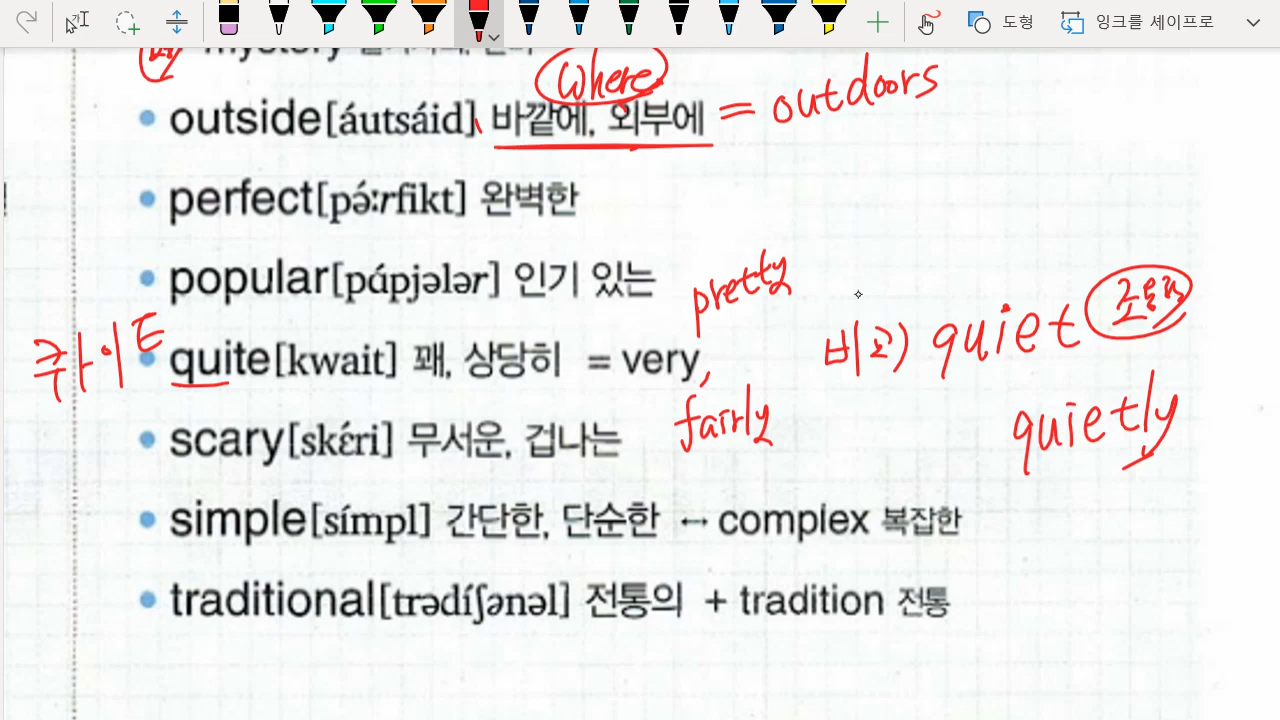 도형 잉크를 셰이프로
mystery
where
outside[áutsáid] 바깥에, 외부에 = outdoors
perfect[pə́ːrfikt] 완벽한
popular[pápjələr] 인기 있는
pretty
콰이트 quite[kwait] 꽤, 상당히 = very, 비교) quiet 조용한
fairly quietly
scary[skɛ́ri] 무서운, 겁나는
simple[símpl] 간단한, 단순한 ↔ complex 복잡한
traditional[trədíʃənəl] 전통의 + tradition 전통